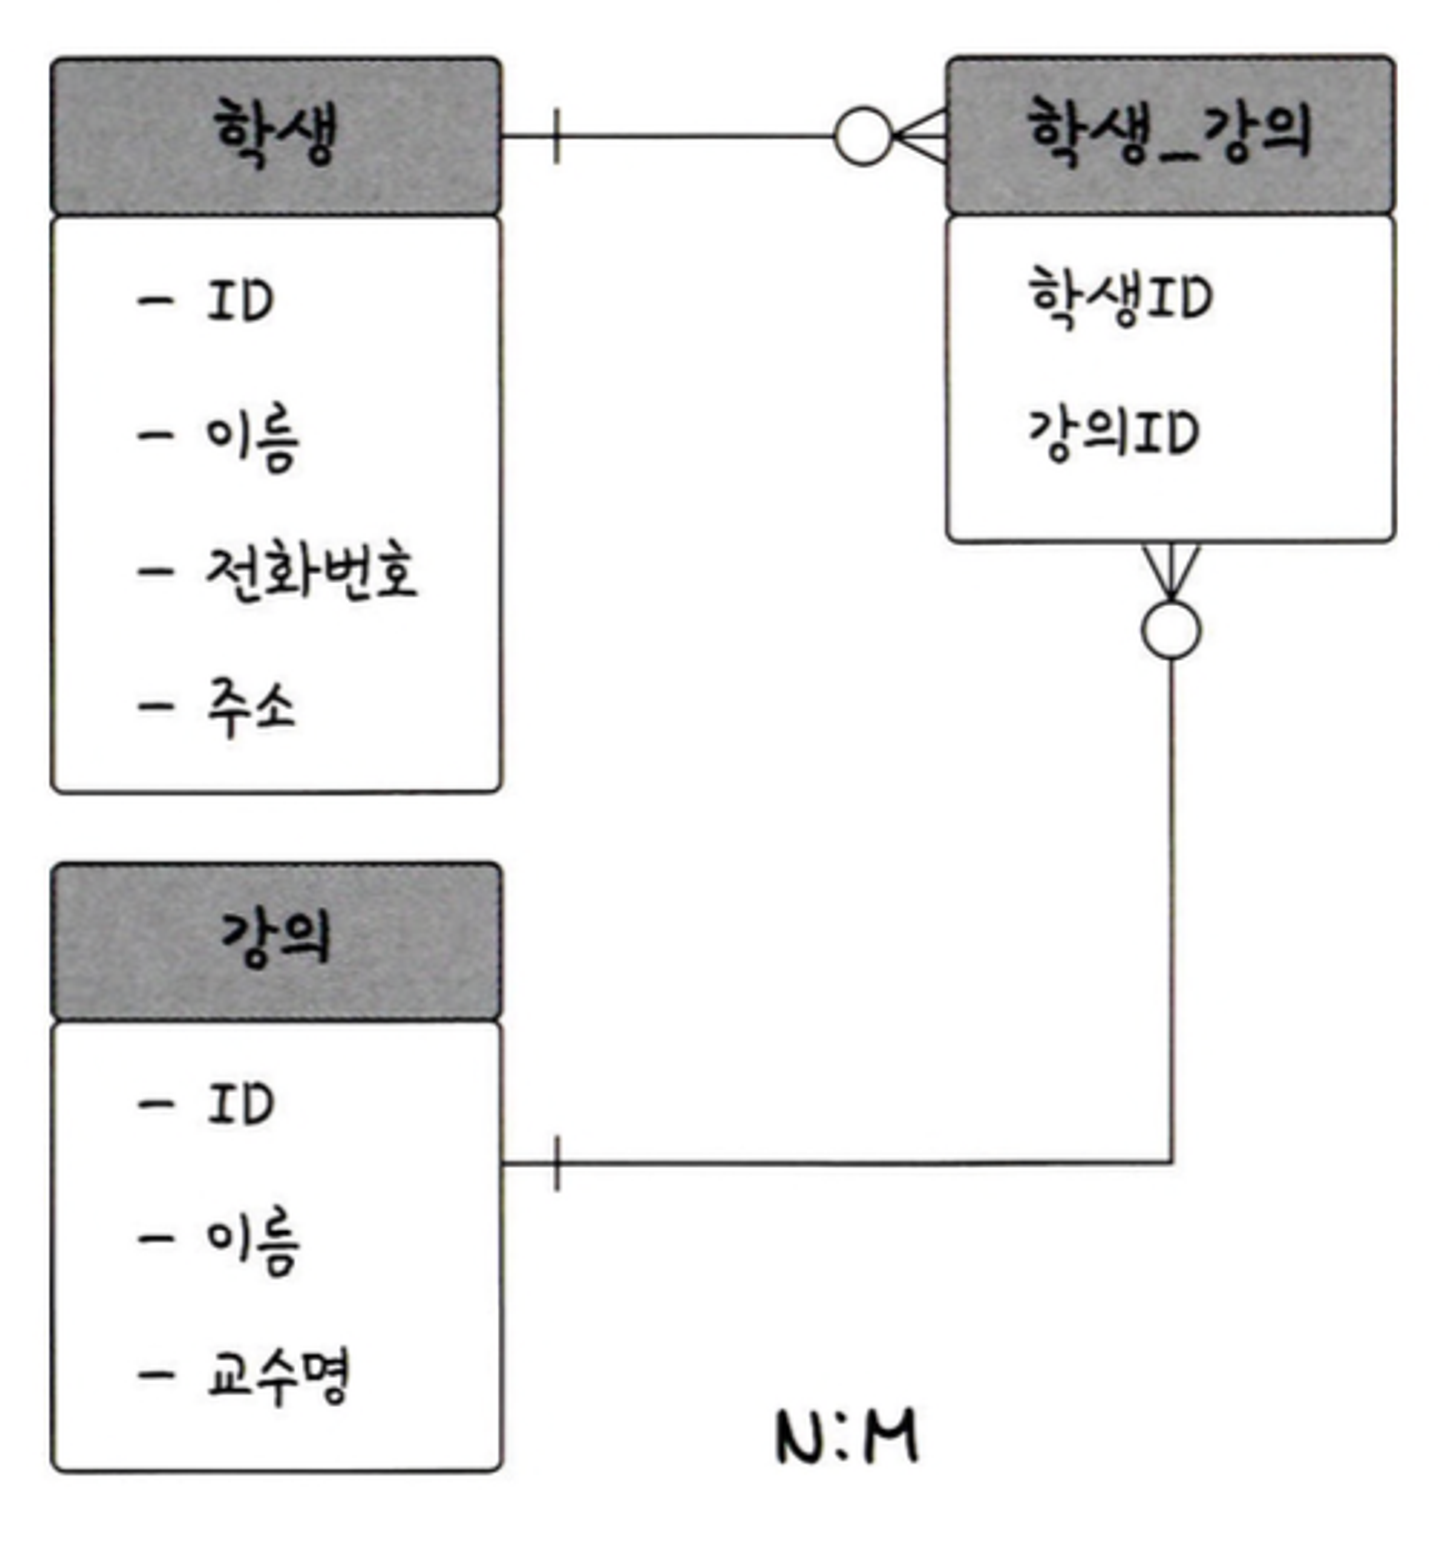 학생
- ID
- 이름
- 전화번호
- 주소
학생_강의
학생ID
강의ID
강의
- ID
- 이름
- 교수명
N:M